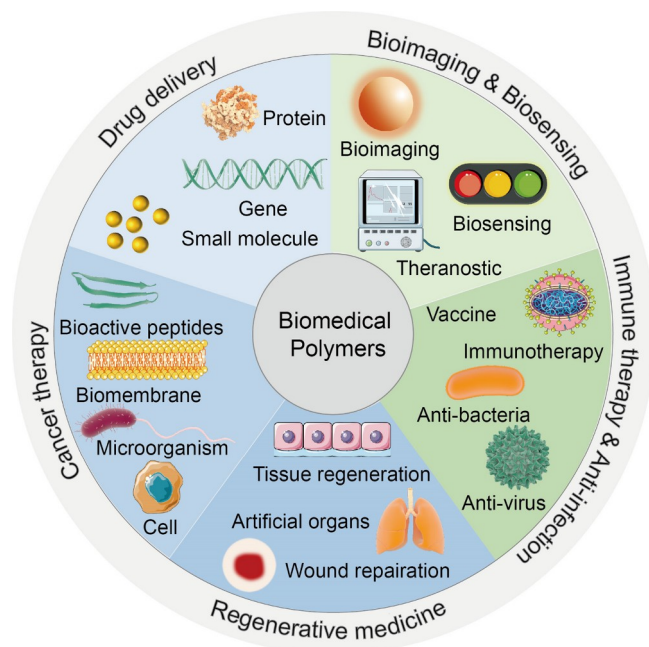 Drug delivery
Protein
Gene
Small molecule
Bioimaging & Biosensing
Bioimaging
Biosensing
Theranostic
Immune therapy & Anti-infection
Vaccine
Immunotherapy
Anti-bacteria
Anti-virus
Biomedical
Polymers
Cancer therapy
Bioactive peptides
Biomembrane
Microorganism
Cell
Regenerative medicine
Tissue regeneration
Artificial organs
Wound repairation